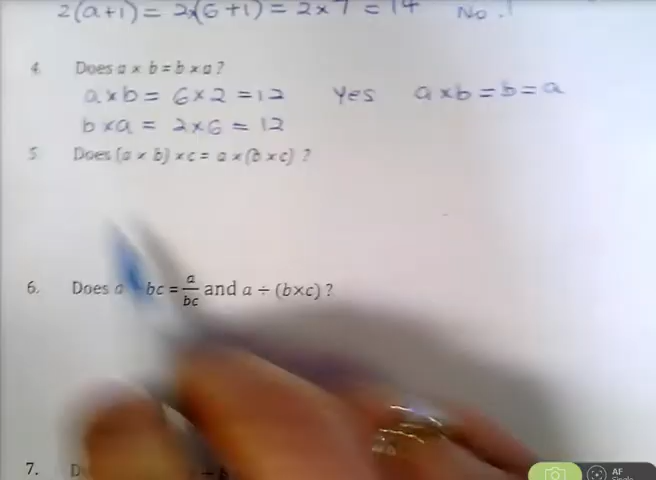 2(a+1) = 2x(6+1) = 2x7 = 14 No!
4. Does a × b = b × a?
a×b = 6×2 = 12 Yes a×b = b = a
b×a = 2×6 = 12
5. Does (a × b) × c = a × (b × c) ?
6. Does a bc = a/bc and a ÷ (b×c) ?
7. D
AF